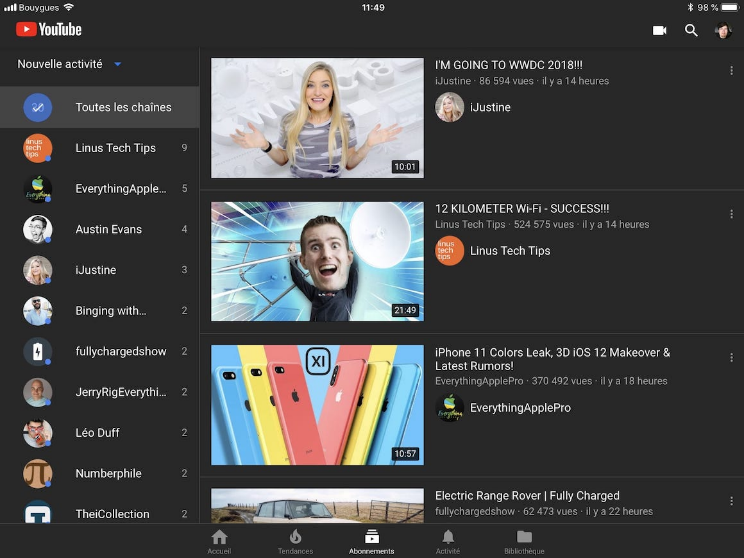 Bouygues
11:49
98 %
YouTube
Nouvelle activité
Toutes les chaînes
Linus Tech Tips 9
EverythingApple... 5
Austin Evans 4
iJustine 3
Binging with... 2
fullychargedshow 2
JerryRigEverythi... 2
Léo Duff 2
Numberphile 2
TheiCollection 2
10:01
I'M GOING TO WWDC 2018!!!
iJustine · 86 594 vues · il y a 14 heures
iJustine
21:49
12 KILOMETER Wi-Fi - SUCCESS!!!
Linus Tech Tips · 524 575 vues · il y a 14 heures
linus
tech
tips
Linus Tech Tips
XI
10:57
iPhone 11 Colors Leak, 3D iOS 12 Makeover &
Latest Rumors!
EverythingApplePro · 370 492 vues · il y a 18 heures
EverythingApplePro
Electric Range Rover | Fully Charged
fullychargedshow · 62 473 vues · il y a 22 heures
Accueil
Tendances
Abonnements
Activité
Bibliothèque